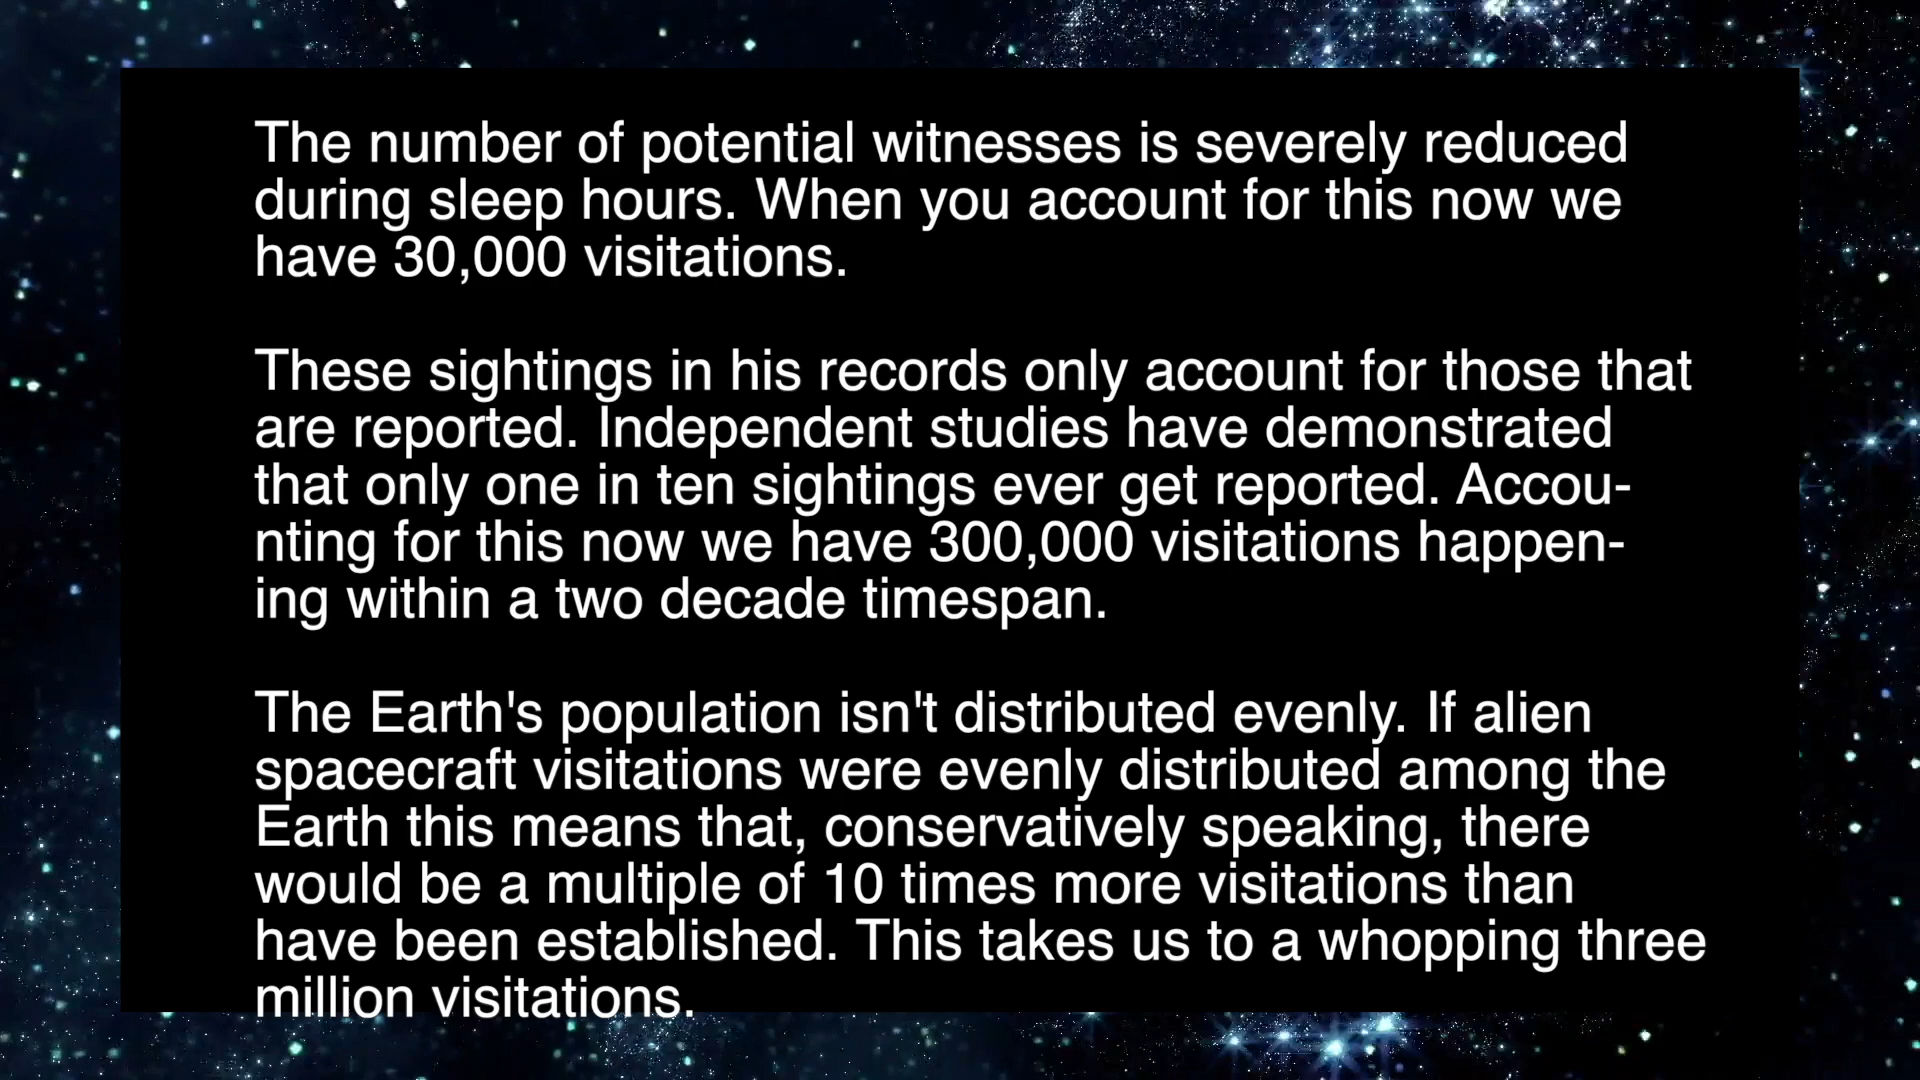 The number of potential witnesses is severely reduced
during sleep hours. When you account for this now we
have 30,000 visitations.
These sightings in his records only account for those that
are reported. Independent studies have demonstrated
that only one in ten sightings ever get reported. Accou-
nting for this now we have 300,000 visitations happen-
ing within a two decade timespan.
The Earth's population isn't distributed evenly. If alien
spacecraft visitations were evenly distributed among the
Earth this means that, conservatively speaking, there
would be a multiple of 10 times more visitations than
have been established. This takes us to a whopping three
million visitations.